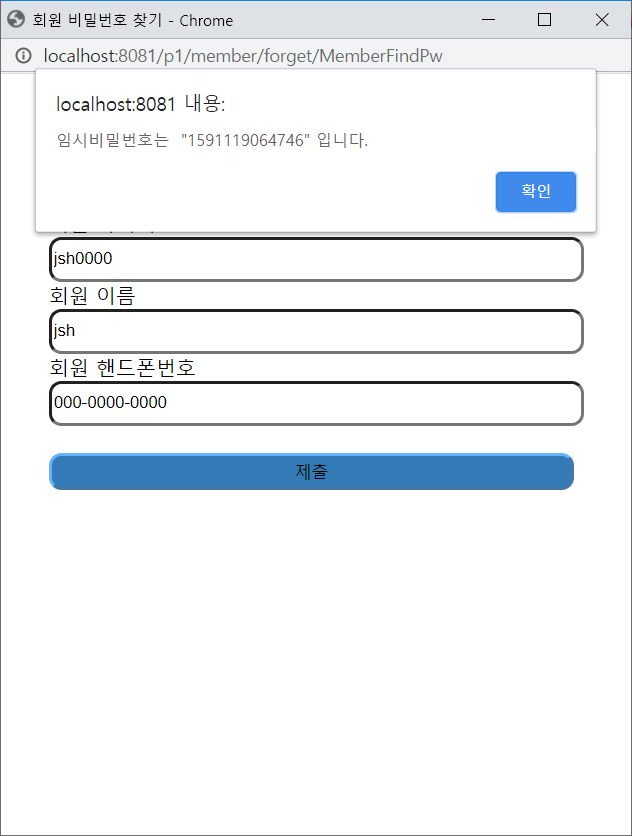 회원 비밀번호 찾기 - Chrome
localhost:8081/p1/member/forget/MemberFindPw
localhost:8081 내용:
임시비밀번호는 "1591119064746" 입니다.
확인
jsh0000
회원 이름
jsh
회원 핸드폰번호
000-0000-0000
제출